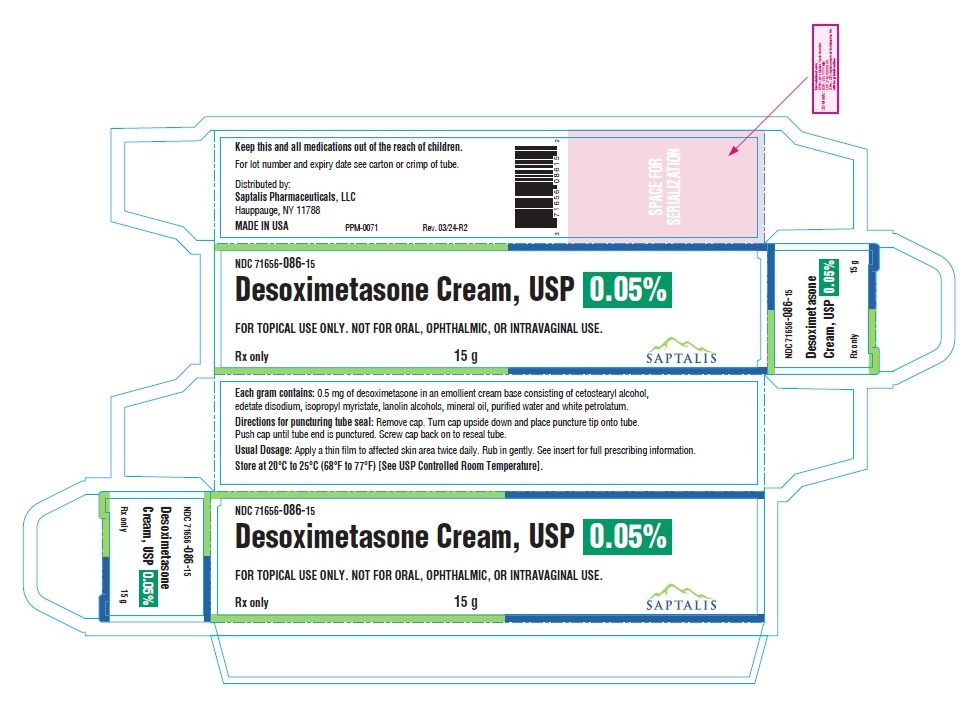 Keep this and all medications out of the reach of children.
For lot number and expiry date see carton or crimp of tube.
Distributed by:
Saptalis Pharmaceuticals, LLC
Hauppauge, NY 11788
MADE IN USA PPM-0071 Rev. 03/24-R2
3 71656 08615 2
SPACE FOR
SERIALIZATION
NDC 71656-086-15
Desoximetasone Cream, USP 0.05%
FOR TOPICAL USE ONLY. NOT FOR ORAL, OPHTHALMIC, OR INTRAVAGINAL USE.
Rx only 15 g
SAPTALIS
NDC 71656-086-15
Desoximetasone
Cream, USP 0.05%
Rx only 15 g
Each gram contains: 0.5 mg of desoximetasone in an emollient cream base consisting of cetostearyl alcohol,
edetate disodium, isopropyl myristate, lanolin alcohols, mineral oil, purified water and white petrolatum.
Directions for puncturing tube seal: Remove cap. Turn cap upside down and place puncture tip onto tube.
Push cap until tube end is punctured. Screw cap back on to reseal tube.
Usual Dosage: Apply a thin film to affected skin area twice daily. Rub in gently. See insert for full prescribing information.
Store at 20°C to 25°C (68°F to 77°F) [See USP Controlled Room Temperature].
NDC 71656-086-15
Desoximetasone
Cream, USP 0.05%
Rx only 15 g
NDC 71656-086-15
Desoximetasone Cream, USP 0.05%
FOR TOPICAL USE ONLY. NOT FOR ORAL, OPHTHALMIC, OR INTRAVAGINAL USE.
Rx only 15 g
SAPTALIS